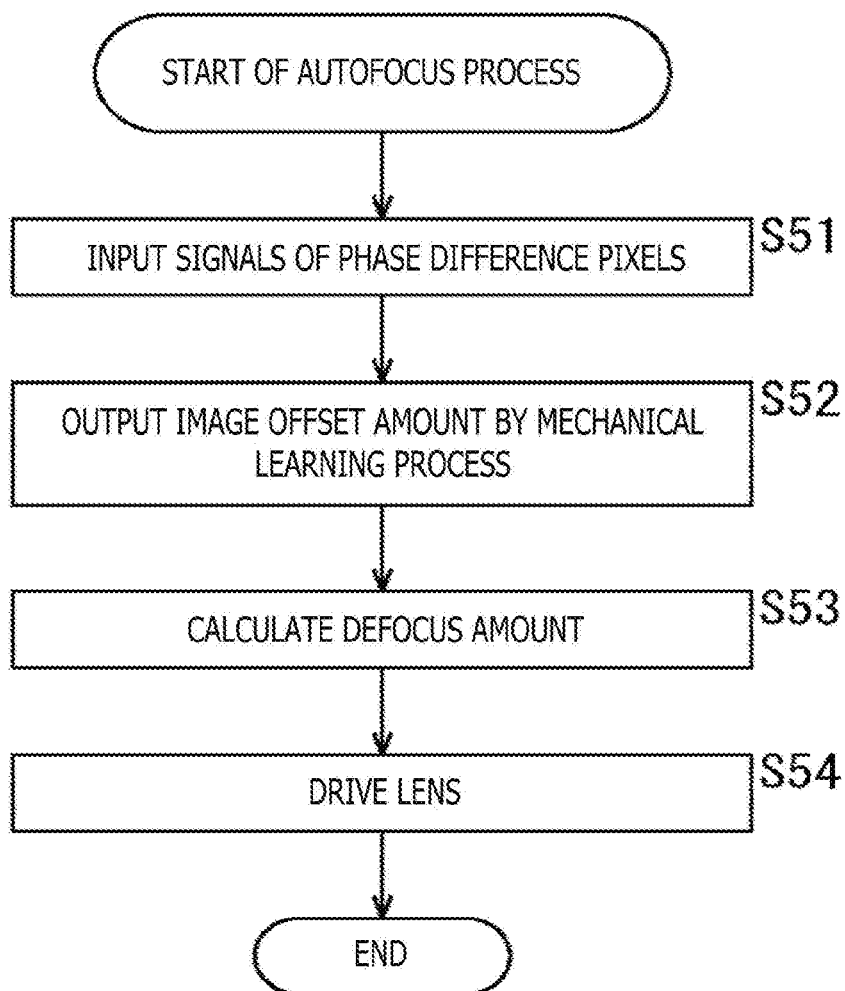 START OF AUTOFOCUS PROCESS
S51
INPUT SIGNALS OF PHASE DIFFERENCE PIXELS
S52
OUTPUT IMAGE OFFSET AMOUNT BY MECHANICAL
LEARNING PROCESS
S53
CALCULATE DEFOCUS AMOUNT
S54
DRIVE LENS
END